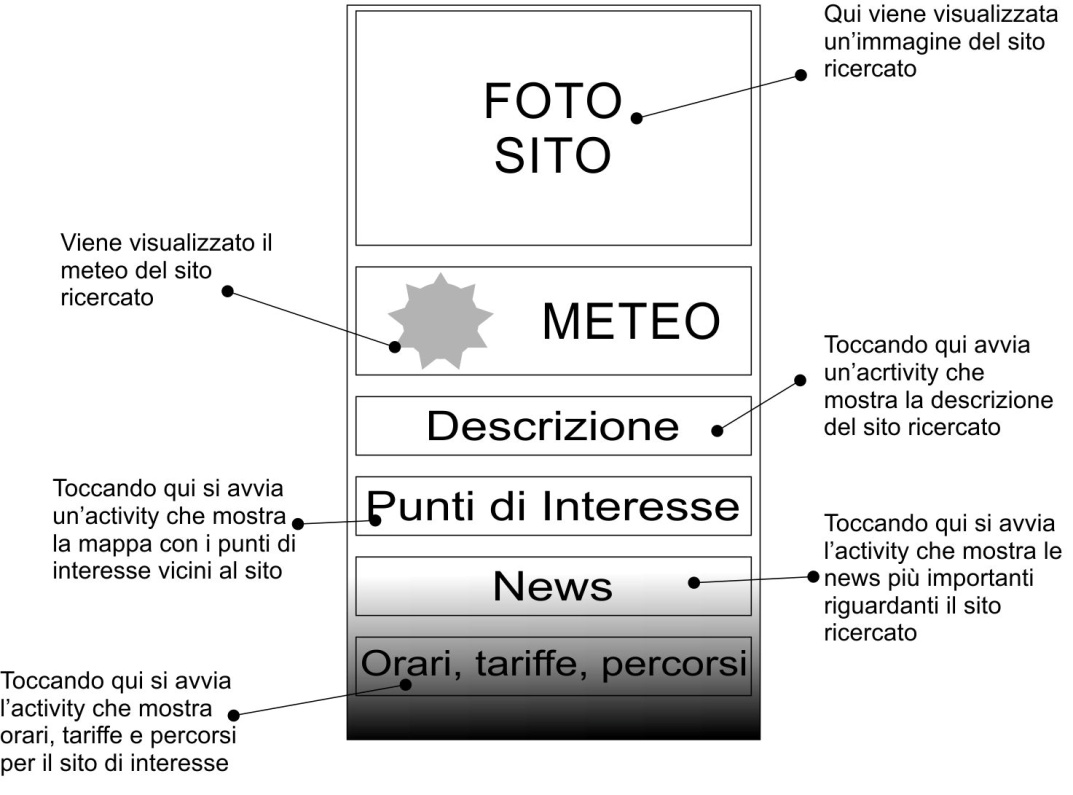 Qui viene visualizzata
un'immagine del sito
ricercato
FOTO
SITO
Viene visualizzato il
meteo del sito
ricercato
METEO
Toccando qui avvia
un'acrtivity che
mostra la descrizione
del sito ricercato
Descrizione
Toccando qui si avvia
un'activity che mostra
la mappa con i punti di
interesse vicini al sito
Punti di Interesse
Toccando qui si avvia
l'activity che mostra le
news più importanti
riguardanti il sito
ricercato
News
Orari, tariffe, percorsi
Toccando qui si avvia
l'activity che mostra
orari, tariffe e percorsi
per il sito di interesse